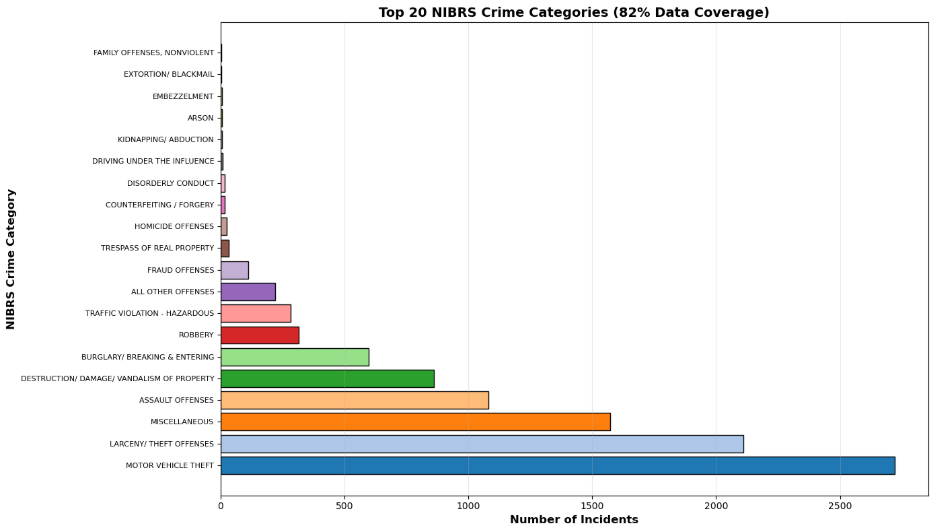 Top 20 NIBRS Crime Categories (82% Data Coverage)
NIBRS Crime Category
FAMILY OFFENSES, NONVIOLENT
EXTORTION/ BLACKMAIL
EMBEZZELMENT
ARSON
KIDNAPPING/ ABDUCTION
DRIVING UNDER THE INFLUENCE
DISORDERLY CONDUCT
COUNTERFEITING / FORGERY
HOMICIDE OFFENSES
TRESPASS OF REAL PROPERTY
FRAUD OFFENSES
ALL OTHER OFFENSES
TRAFFIC VIOLATION - HAZARDOUS
ROBBERY
BURGLARY/ BREAKING & ENTERING
DESTRUCTION/ DAMAGE/ VANDALISM OF PROPERTY
ASSAULT OFFENSES
MISCELLANEOUS
LARCENY/ THEFT OFFENSES
MOTOR VEHICLE THEFT
0 500 1000 1500 2000 2500
Number of Incidents